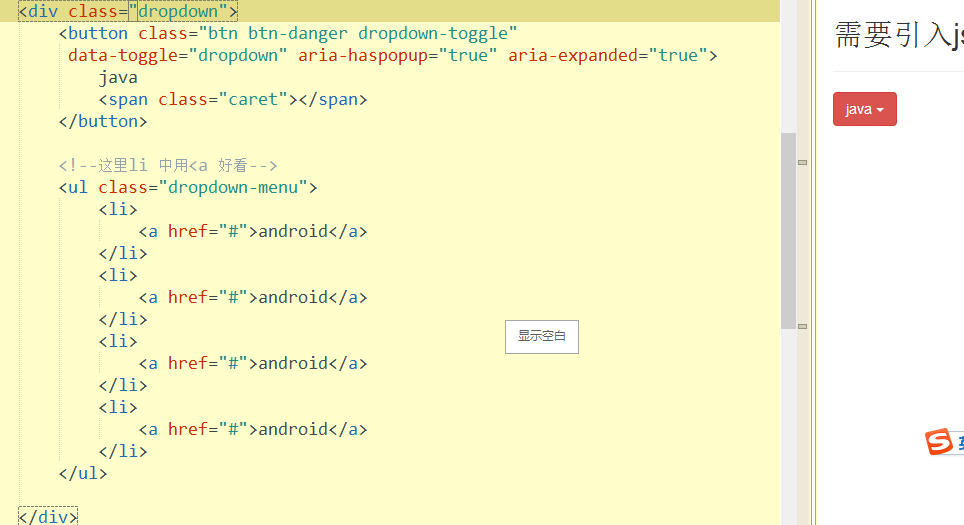 <div class="dropdown">
<button class="btn btn-danger dropdown-toggle"
data-toggle="dropdown" aria-haspopup="true" aria-expanded="true">
java
<span class="caret"></span>
</button>
<!--这里li 中用<a 好看-->
<ul class="dropdown-menu">
<li>
<a href="#">android</a>
</li>
<li>
<a href="#">android</a>
</li>
<li>
<a href="#">android</a>
</li>
<li>
<a href="#">android</a>
</li>
</ul>
</div>
显示空白
需要引入js
java
S
英